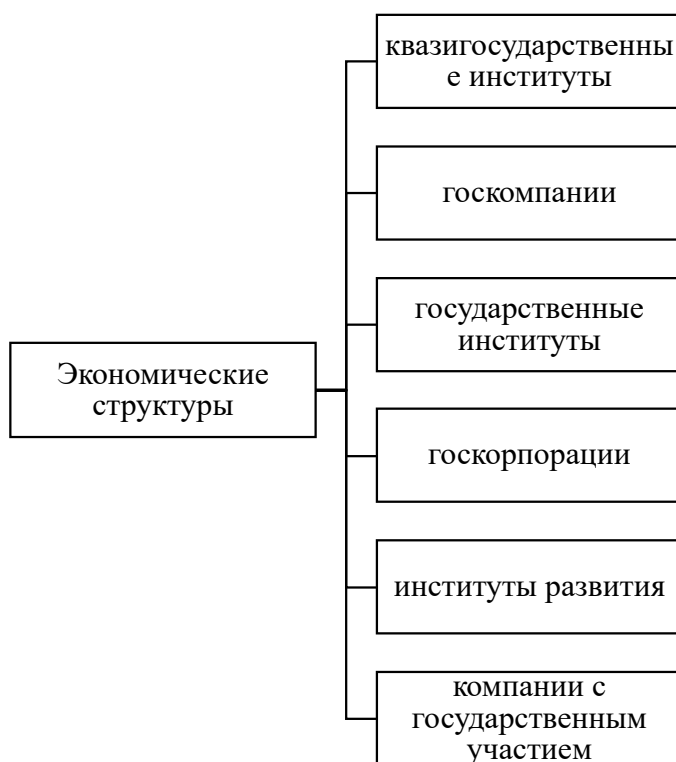 квазигосударственны
е институты
госкомпании
государственные
институты
Экономические
структуры
госкорпорации
институты развития
компании с
государственным
участием